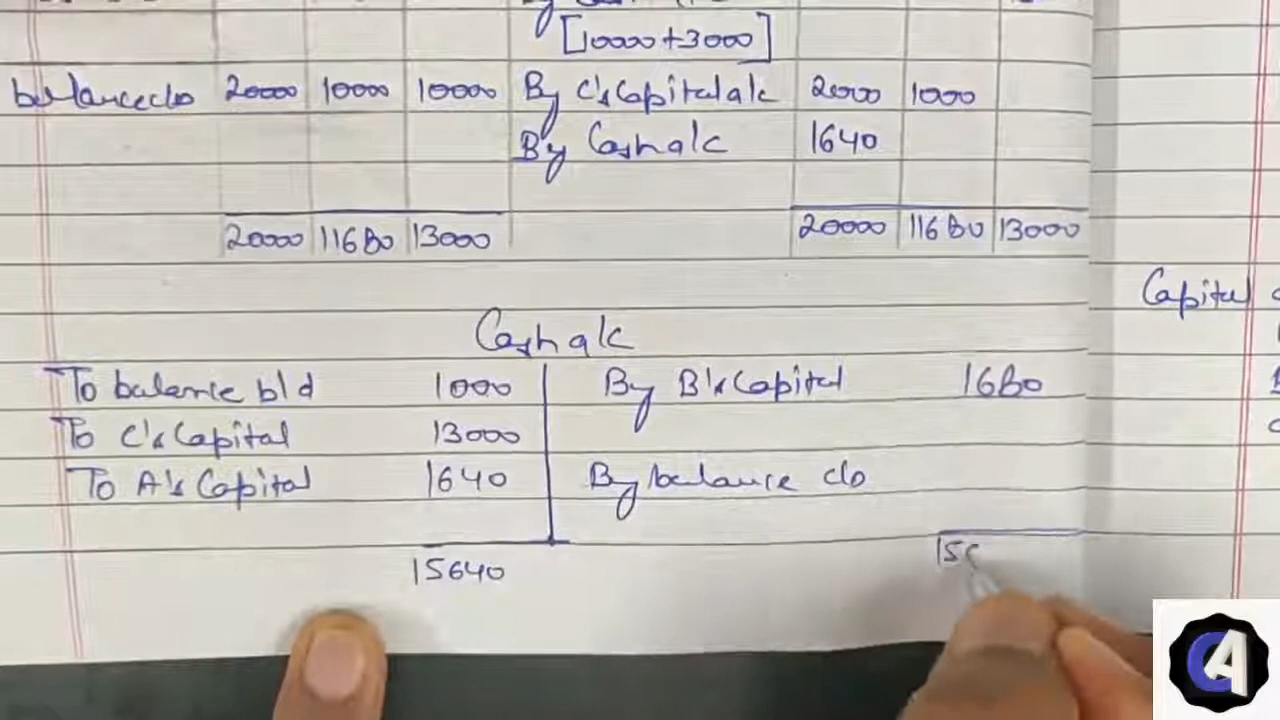 [10000+3000]
balance c/o 20000 10000 10000 By C's Capital a/c 2000 1000
By Cash a/c 1640
20000 11680 13000 20000 11680 13000
Capital
Cash a/c
To balance b/d 1000 By B's Capital 1680
To C's Capital 13000
To A's Capital 1640 By balance c/o
15640 15
CA